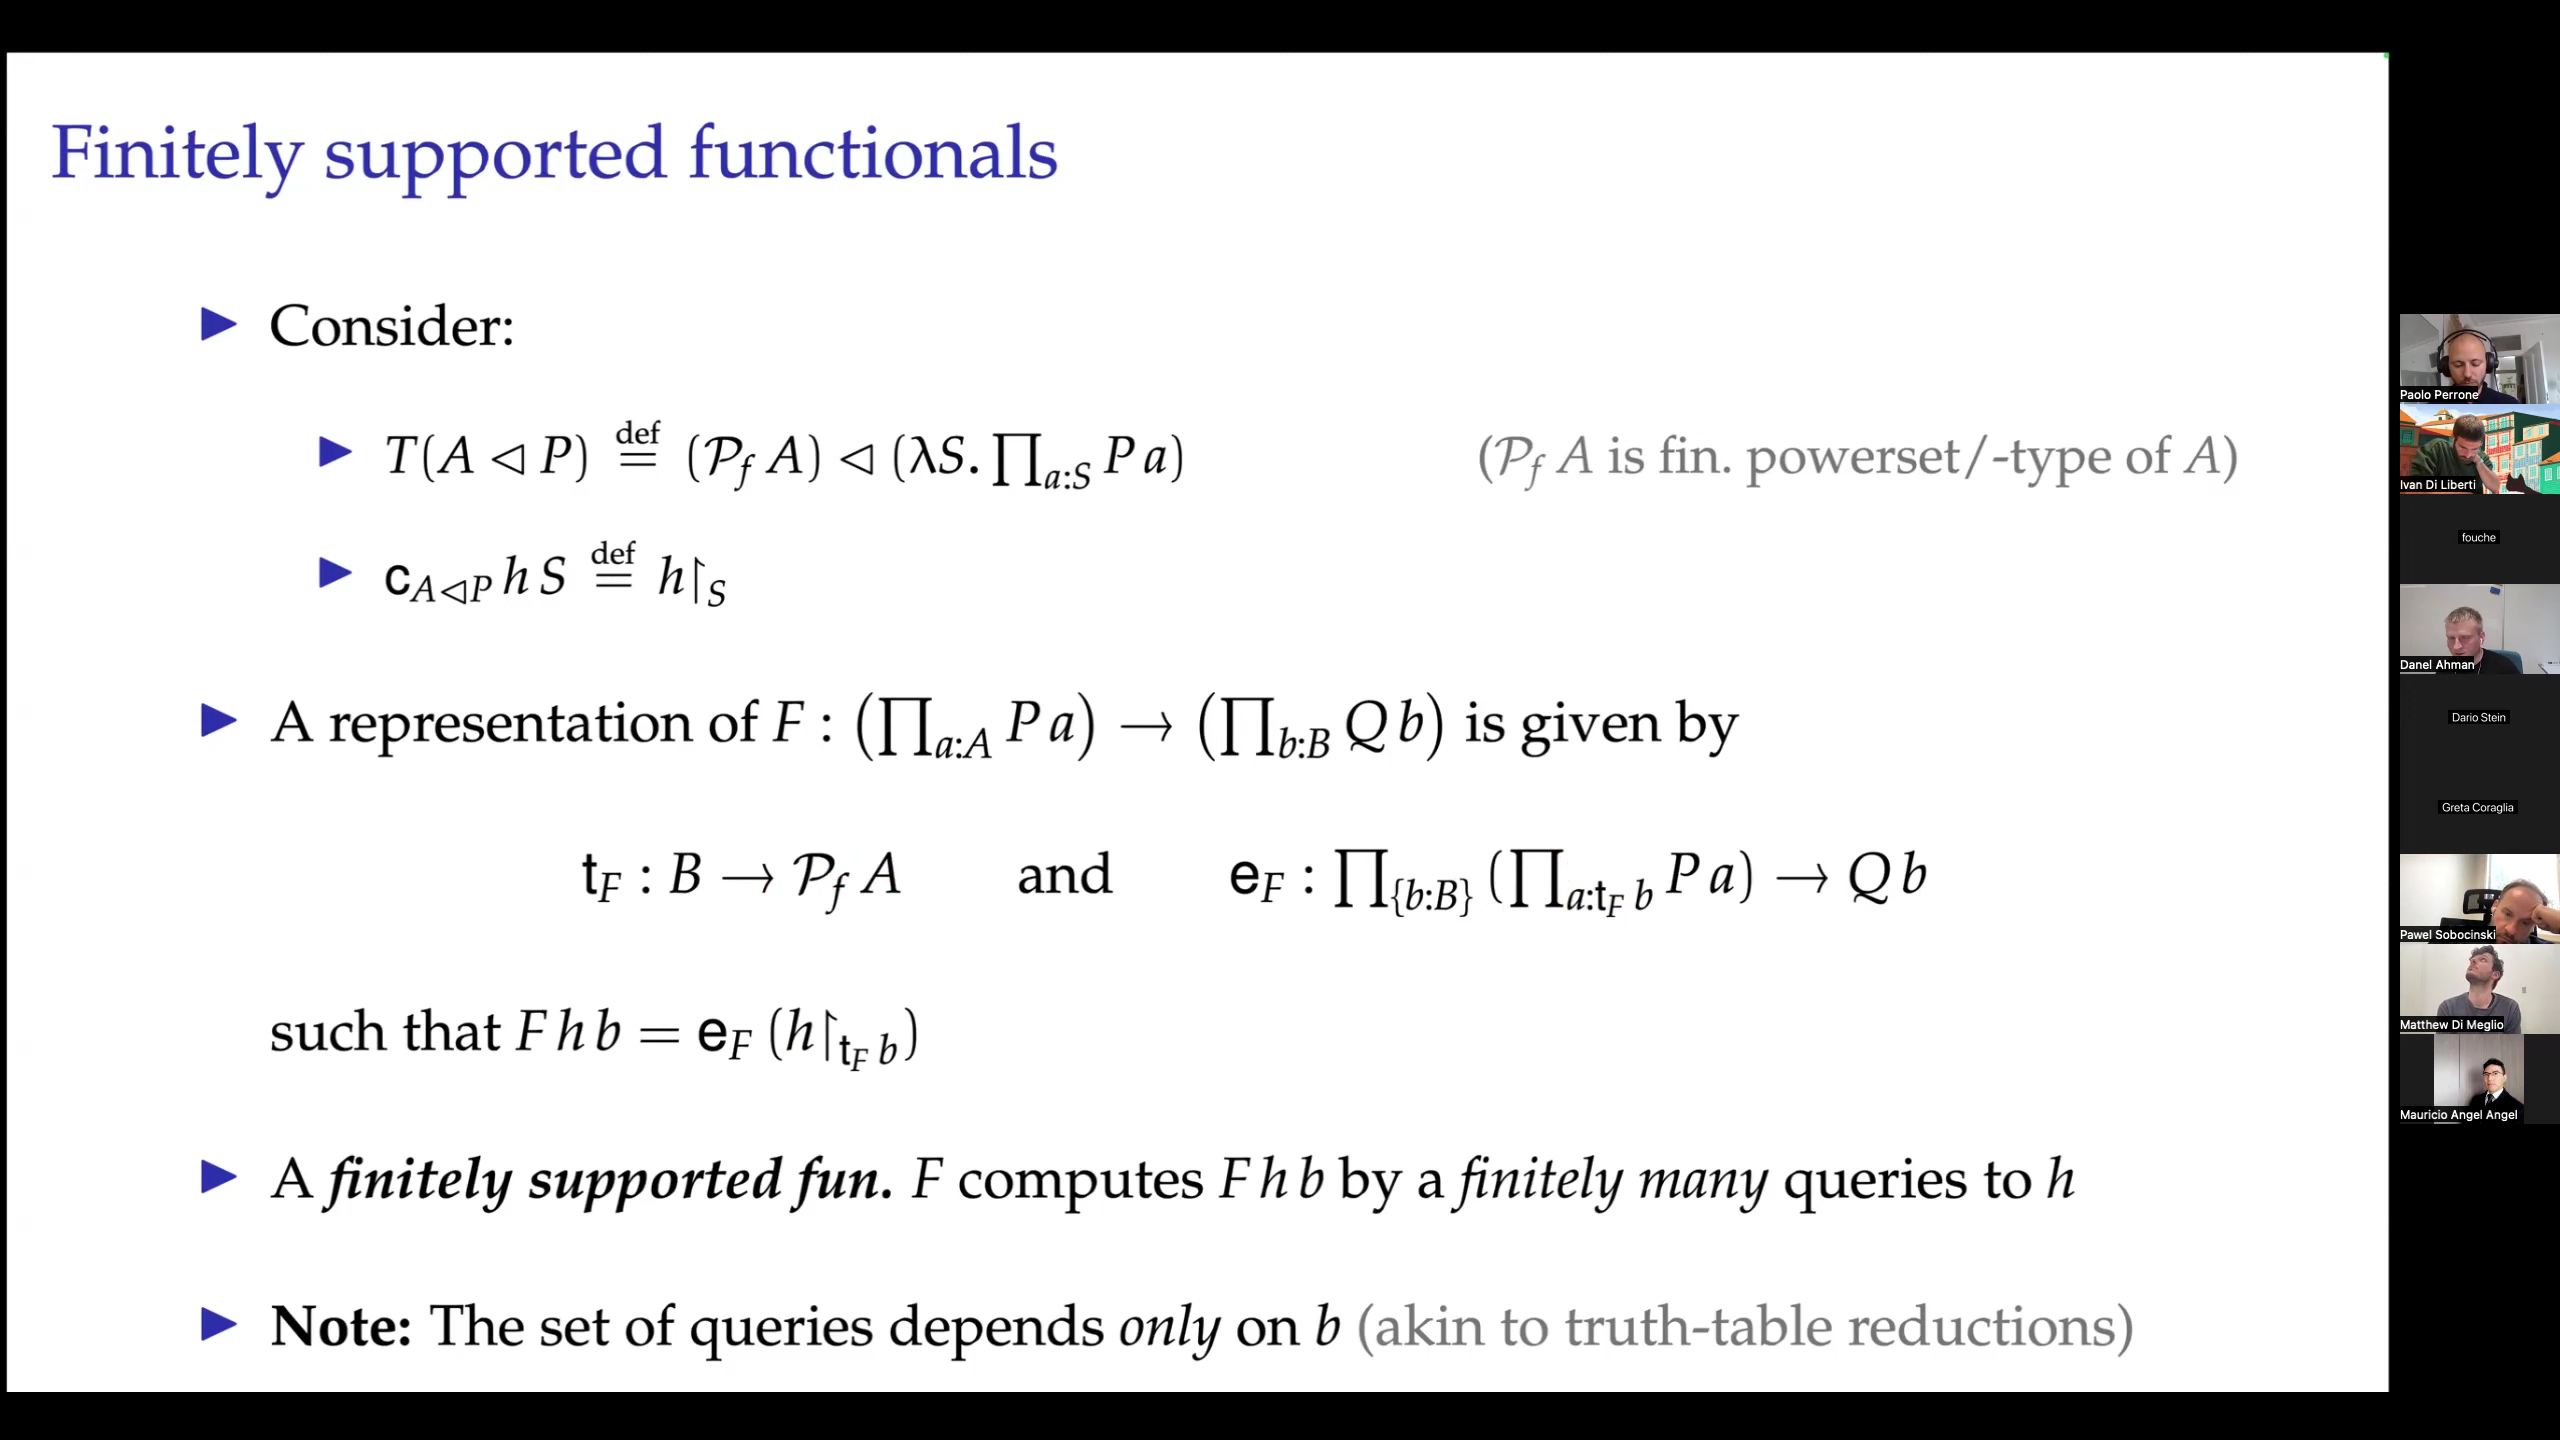 Finitely supported functionals
▶ Consider:
▶ T(A ◁ P) def= (𝒫_f A) ◁ (λS. ∏_{a:S} P a) (𝒫_f A is fin. powerset/-type of A)
▶ c_{A◁P} h S def= h↾_S
▶ A representation of F : (∏_{a:A} P a) → (∏_{b:B} Q b) is given by
t_F : B → 𝒫_f A and e_F : ∏_{{b:B}} (∏_{a:t_F b} P a) → Q b
such that F h b = e_F (h↾_{t_F b})
▶ A finitely supported fun. F computes F h b by a finitely many queries to h
▶ Note: The set of queries depends only on b (akin to truth-table reductions)
Paolo Perrone
Ivan Di Liberti
fouche
Danel Ahman
Dario Stein
Greta Coraglia
Pawel Sobocinski
Matthew Di Meglio
Mauricio Angel Angel